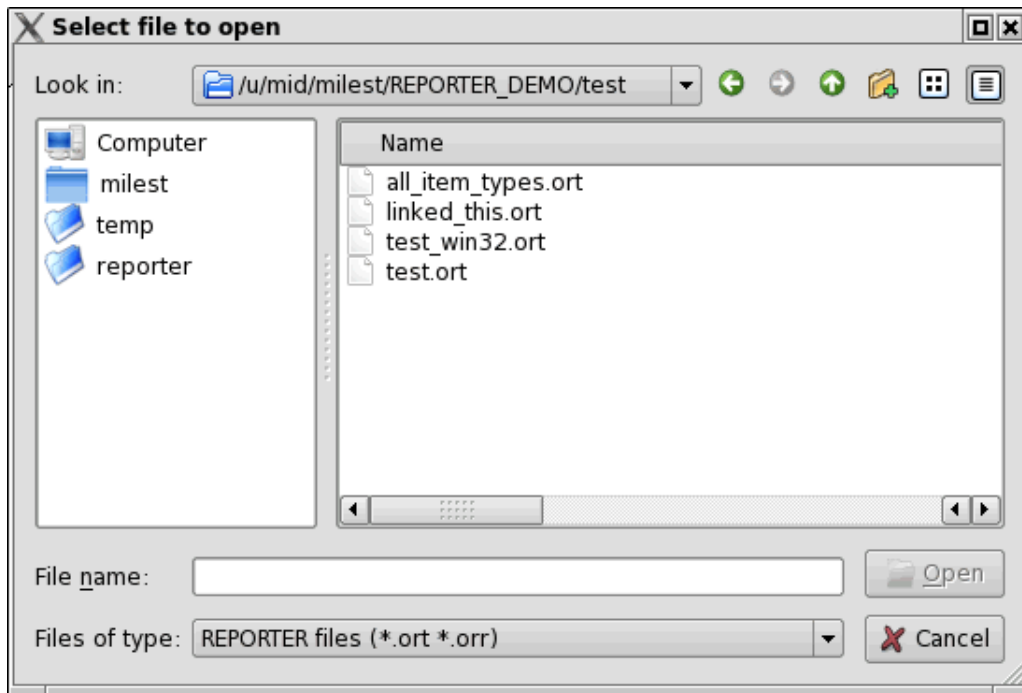 Select file to open
Look in: /u/mid/milest/REPORTER_DEMO/test
Computer
milest
temp
reporter
Name
all_item_types.ort
linked_this.ort
test_win32.ort
test.ort
File name: Open
Files of type: REPORTER files (*.ort *.orr) Cancel